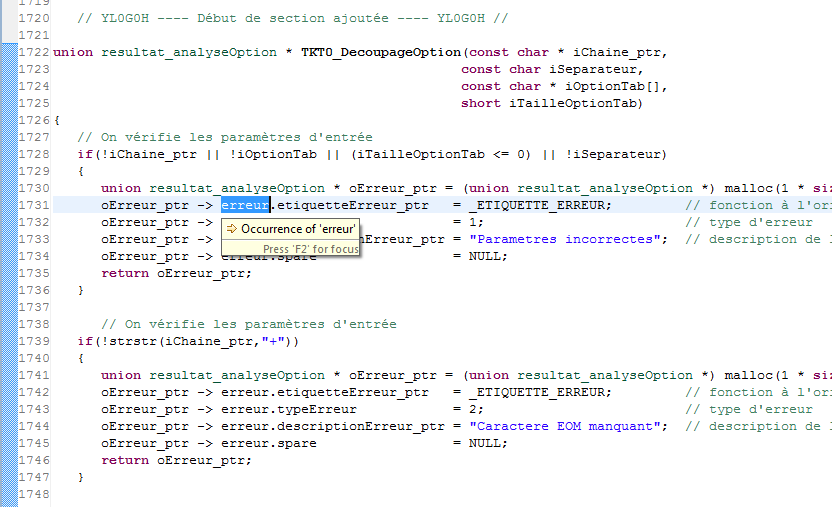 1719
1720 // YL0G0H ---- Début de section ajoutée ---- YL0G0H //
1721
1722 union resultat_analyseOption * TKT0_DecoupageOption(const char * iChaine_ptr,
1723 const char iSeparateur,
1724 const char * iOptionTab[],
1725 short iTailleOptionTab)
1726 {
1727 // On vérifie les paramètres d'entrée
1728 if(!iChaine_ptr || !iOptionTab || (iTailleOptionTab <= 0) || !iSeparateur)
1729 {
1730 union resultat_analyseOption * oErreur_ptr = (union resultat_analyseOption *) malloc(1 * siz
1731 oErreur_ptr -> erreur.etiquetteErreur_ptr = _ETIQUETTE_ERREUR; // fonction à l'ori
1732 oErreur_ptr -> = 1; // type d'erreur
Occurrence of 'erreur'
1733 oErreur_ptr -> nErreur_ptr = "Parametres incorrectes"; // description de l
Press 'F2' for focus
1734 oErreur_ptr -> erreur.spare = NULL;
1735 return oErreur_ptr;
1736 }
1737
1738 // On vérifie les paramètres d'entrée
1739 if(!strstr(iChaine_ptr,"+"))
1740 {
1741 union resultat_analyseOption * oErreur_ptr = (union resultat_analyseOption *) malloc(1 * siz
1742 oErreur_ptr -> erreur.etiquetteErreur_ptr = _ETIQUETTE_ERREUR; // fonction à l'ori
1743 oErreur_ptr -> erreur.typeErreur = 2; // type d'erreur
1744 oErreur_ptr -> erreur.descriptionErreur_ptr = "Caractere EOM manquant"; // description de l
1745 oErreur_ptr -> erreur.spare = NULL;
1746 return oErreur_ptr;
1747 }
1748